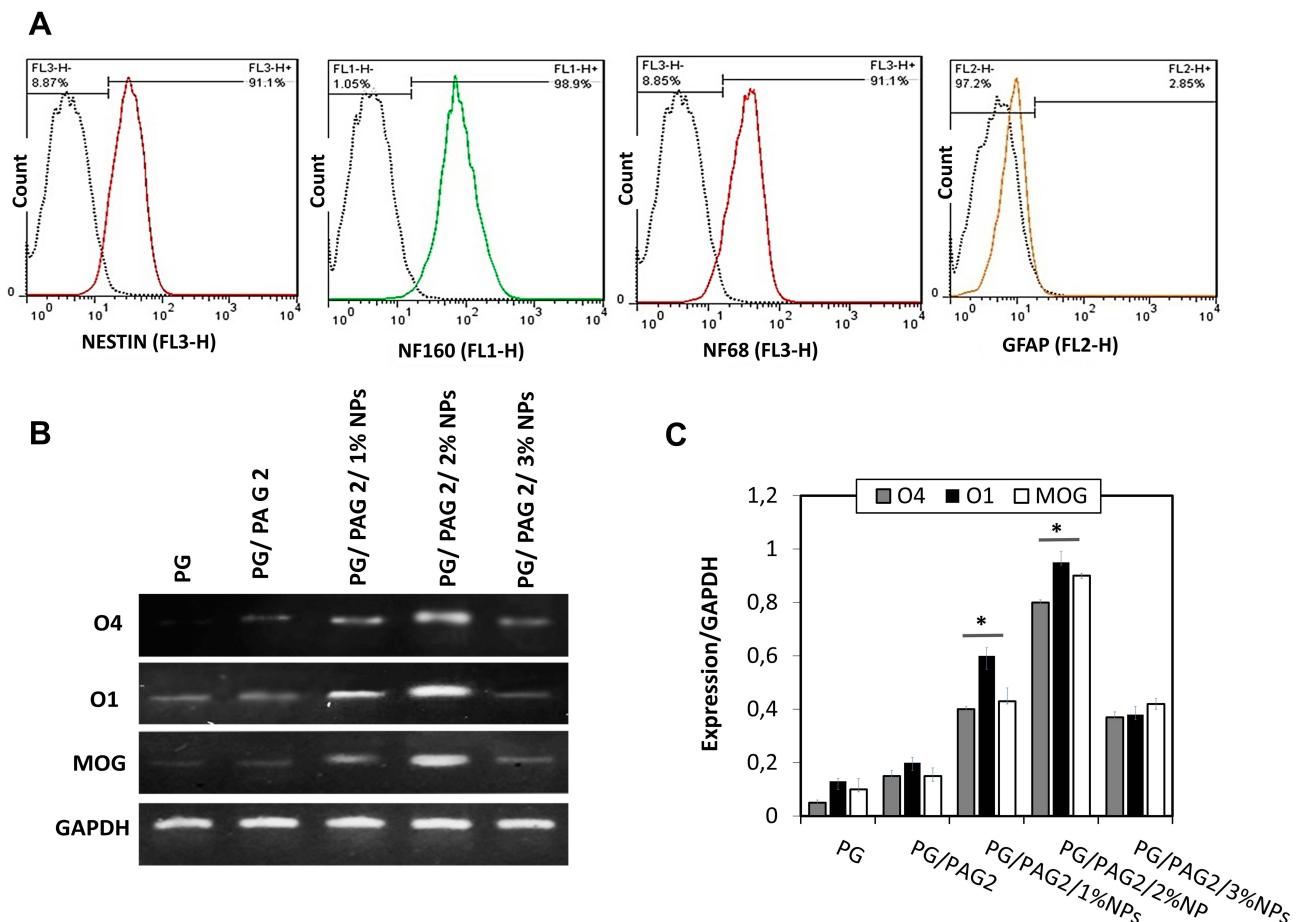 A
FL3-H-
8.87%
FL3-H+
91.1%
Count
0
10^0 10^1 10^2 10^3 10^4
NESTIN (FL3-H)
FL1-H-
1.05%
FL1-H+
98.9%
Count
10^0 10^1 10^2 10^3 10^4
NF160 (FL1-H)
FL3-H-
8.85%
FL3-H+
91.1%
Count
0
10^0 10^1 10^2 10^3 10^4
NF68 (FL3-H)
FL2-H-
97.2%
FL2-H+
2.85%
Count
0
10^0 10^1 10^2 10^3 10^4
GFAP (FL2-H)
B
PG
PG/ PA G 2
PG/ PAG 2/ 1% NPs
PG/ PAG 2/ 2% NPs
PG/ PAG 2/ 3% NPs
O4
O1
MOG
GAPDH
C
O4 O1 MOG
Expression/GAPDH
1,2
1
0,8
0,6
0,4
0,2
0
*
*
PG
PG/PAG2
PG/PAG2/1%NPs
PG/PAG2/2%NP
PG/PAG2/3%NPs